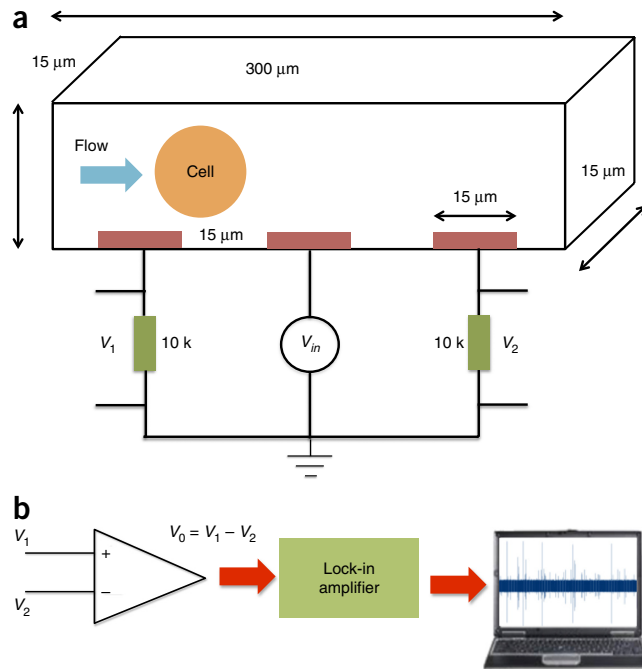 a
15 μm
300 μm
Flow
Cell
15 μm
15 μm
15 μm
V1
10 k
Vin
10 k
V2
b
V1
V0 = V1 − V2
+
V2
−
Lock-in
amplifier